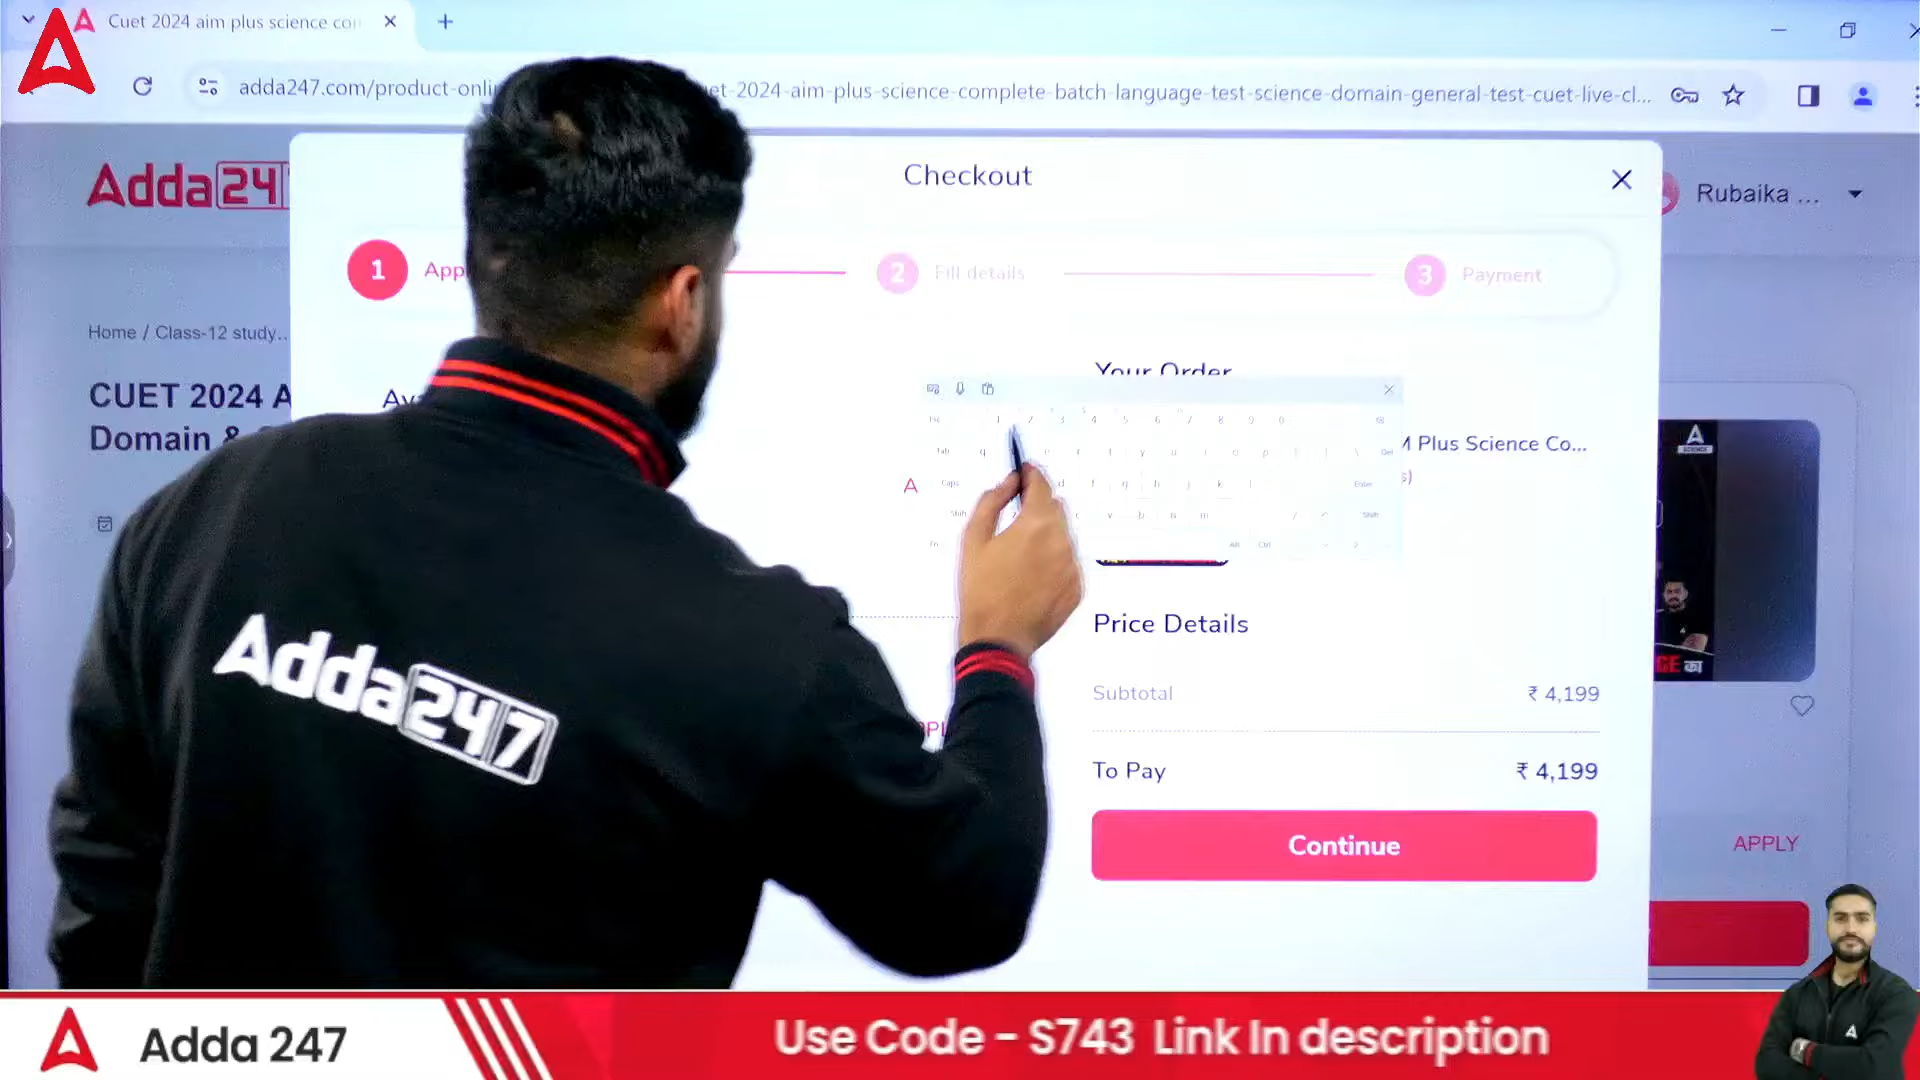 Cuet 2024 aim plus science con
adda247.com/product-onli
et-2024-aim-plus-science-complete-batch-language-test-science-domain-general-test-cuet-live-cl...
Adda24
Checkout
Rubaika ...
1 App
2 Fill details
3 Payment
Home / Class-12 study...
CUET 2024 A
Domain &
Your Order
M Plus Science Co...
Price Details
Subtotal ₹ 4,199
To Pay ₹ 4,199
Continue
APPLY
Adda247
Adda 247
Use Code - S743 Link In description